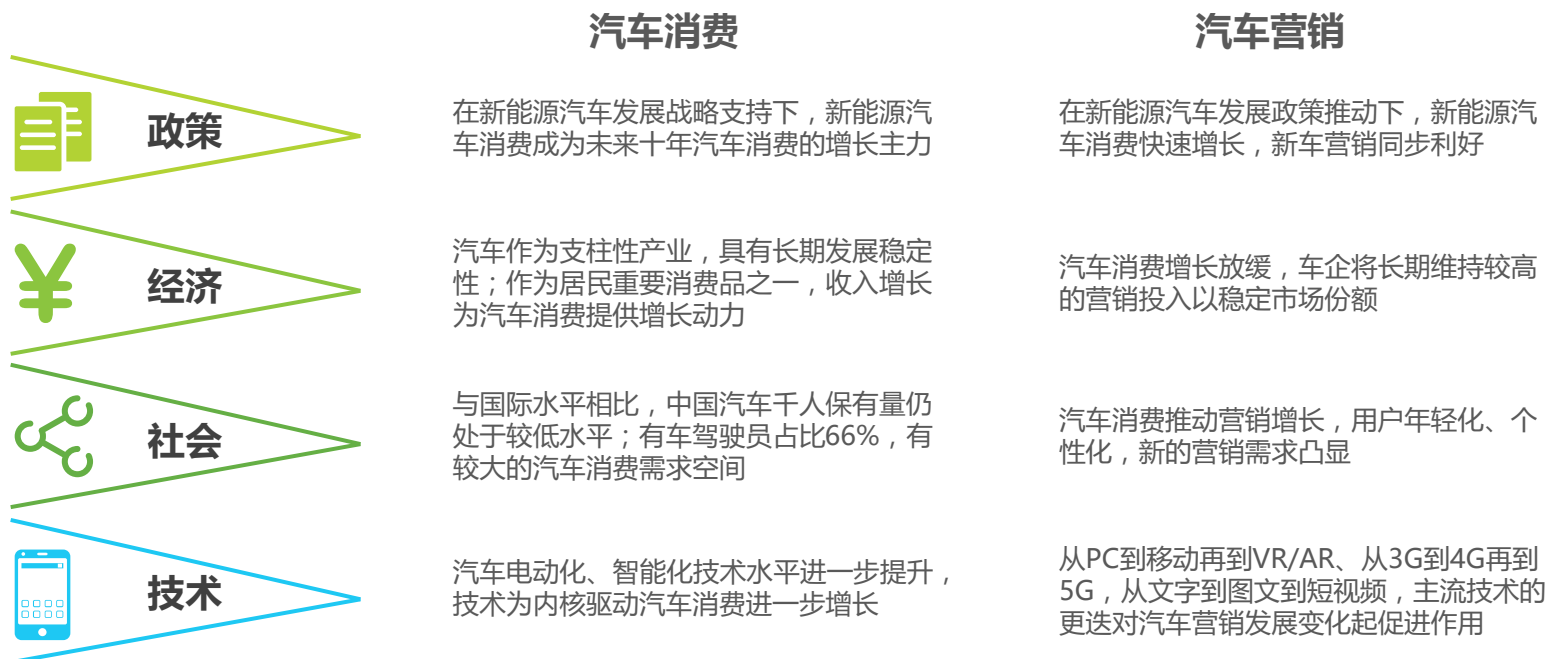 汽车消费
汽车营销
政策
在新能源汽车发展战略支持下，新能源汽
车消费成为未来十年汽车消费的增长主力
在新能源汽车发展政策推动下，新能源汽
车消费快速增长，新车营销同步利好
经济
汽车作为支柱性产业，具有长期发展稳定
性；作为居民重要消费品之一，收入增长
为汽车消费提供增长动力
汽车消费增长放缓，车企将长期维持较高
的营销投入以稳定市场份额
社会
与国际水平相比，中国汽车千人保有量仍
处于较低水平；有车驾驶员占比66%，有
较大的汽车消费需求空间
汽车消费推动营销增长，用户年轻化、个
性化，新的营销需求凸显
技术
汽车电动化、智能化技术水平进一步提升，
技术为内核驱动汽车消费进一步增长
从PC到移动再到VR/AR、从3G到4G再到
5G，从文字到图文到短视频，主流技术的
更迭对汽车营销发展变化起促进作用